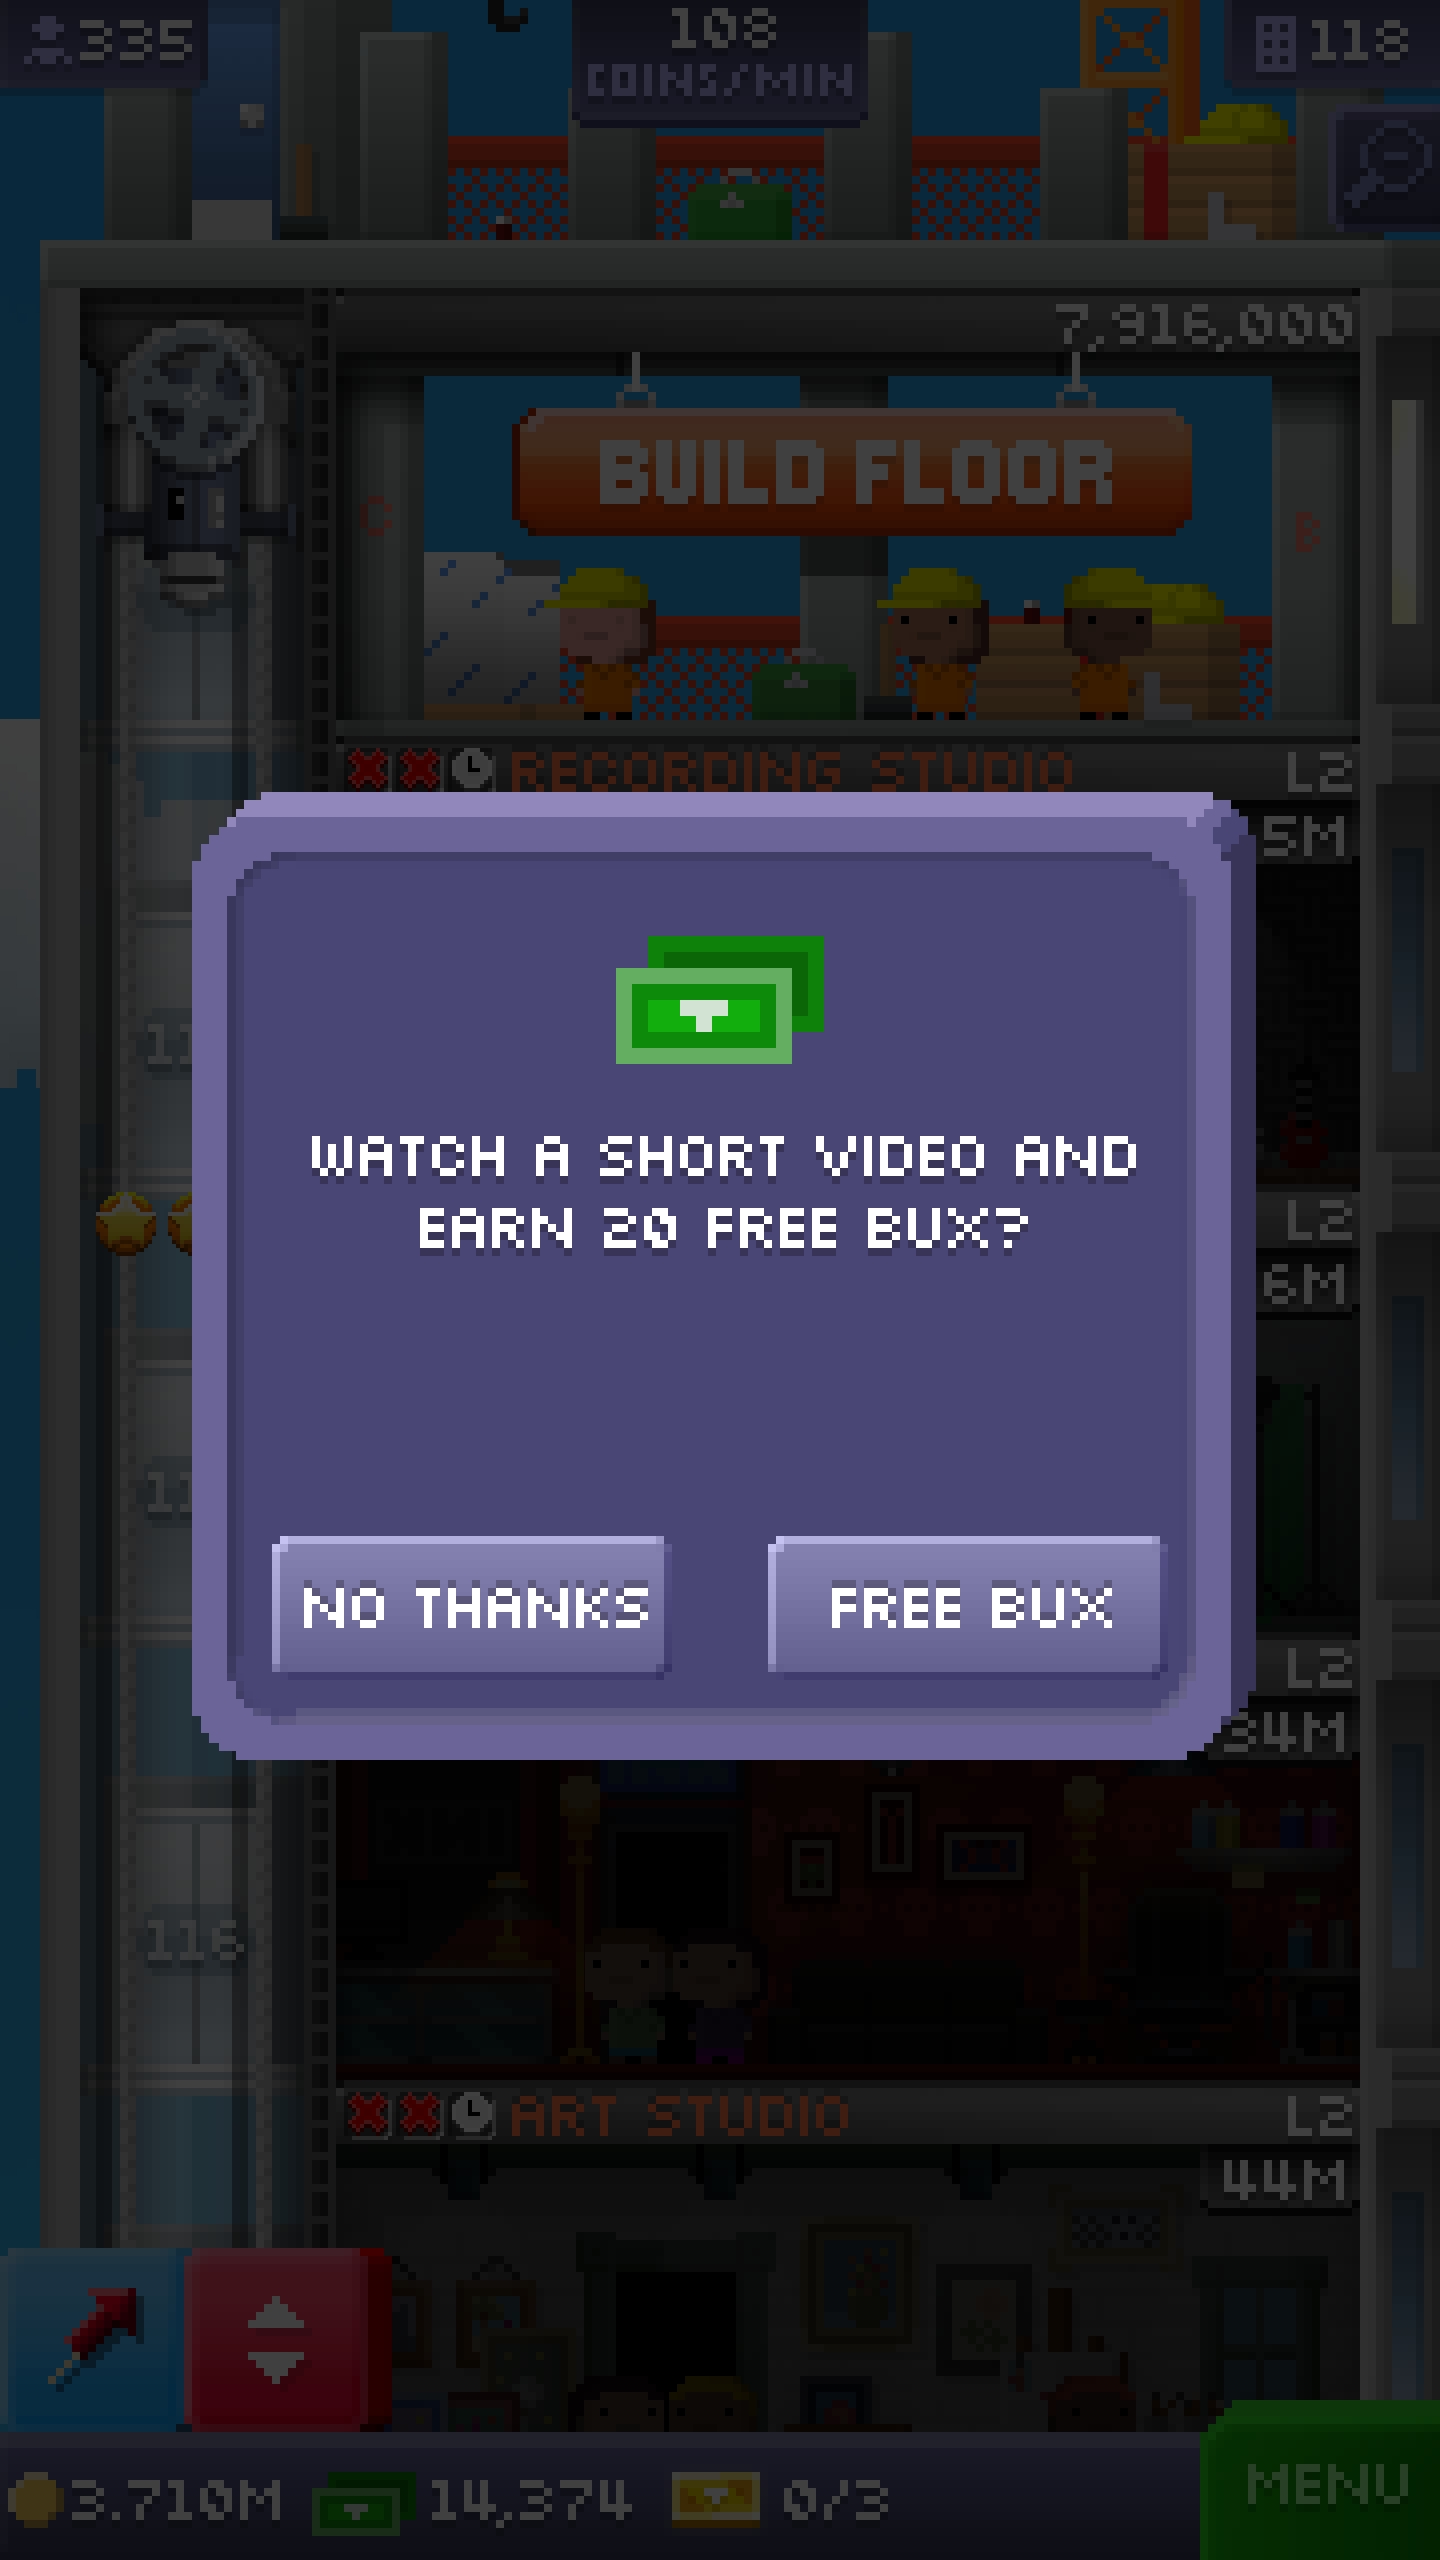 335
108
COINS/MIN
118
7,916,000
BUILD FLOOR
C
B
RECORDING STUDIO
L2
5M
WATCH A SHORT VIDEO AND
EARN 20 FREE BUX?
L2
6M
NO THANKS
FREE BUX
L2
34M
116
ART STUDIO
L2
44M
3.710M
14,374
0/3
MENU